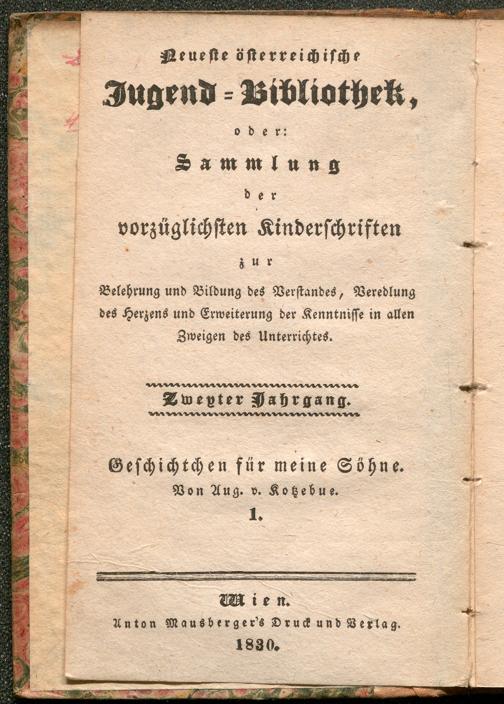 Neueste österreichische
Jugend=Bibliothek,
oder:
Sammlung
der
vorzüglichsten Kinderschriften
zur
Belehrung und Bildung des Verstandes, Veredlung
des Herzens und Erweiterung der Kenntnisse in allen
Zweigen des Unterrichtes.
Zweyter Jahrgang.
Geschichtchen für meine Söhne.
Von Aug. v. Kotzebue.
1.
Wien.
Anton Mausberger's Druck und Verlag.
1830.